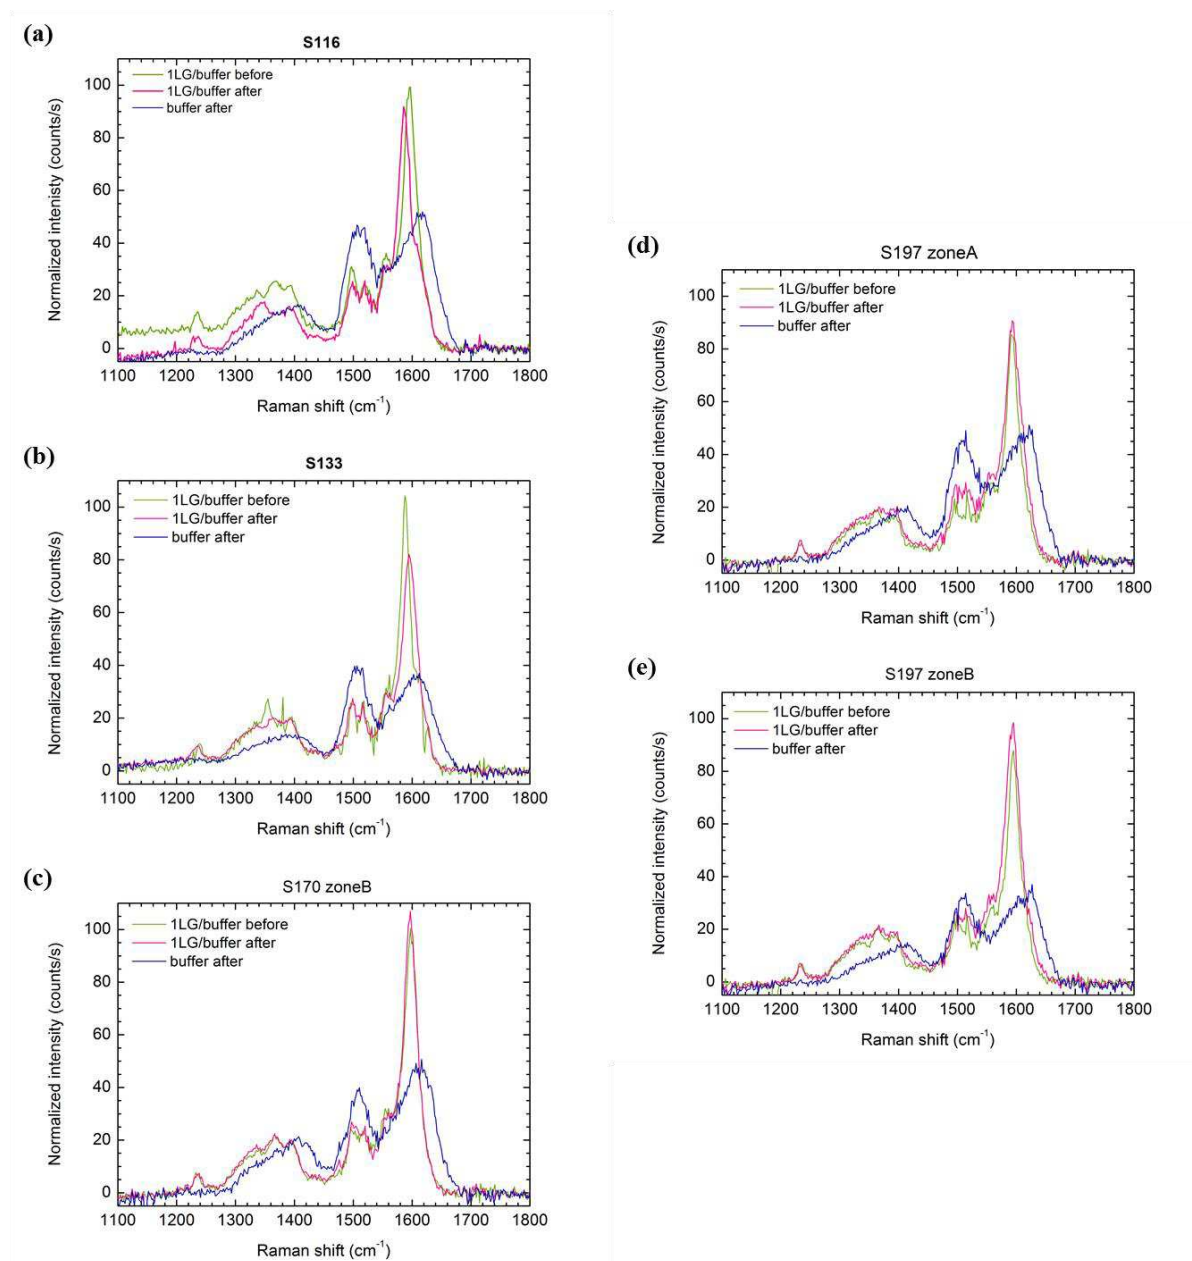 (a)
S116
1LG/buffer before
1LG/buffer after
buffer after
Normalized intenisty (counts/s)
100
80
60
40
20
0
1100 1200 1300 1400 1500 1600 1700 1800
Raman shift (cm-1)
(b)
S133
1LG/buffer before
1LG/buffer after
buffer after
Normalized intensity (counts/s)
100
80
60
40
20
0
1100 1200 1300 1400 1500 1600 1700 1800
Raman shift (cm-1)
(c)
S170 zoneB
1LG/buffer before
1LG/buffer after
buffer after
Normalized intensity (counts/s)
100
80
60
40
20
0
1100 1200 1300 1400 1500 1600 1700 1800
Raman shift (cm-1)
(d)
S197 zoneA
1LG/buffer before
1LG/buffer after
buffer after
Normalized intensity (counts/s)
100
80
60
40
20
0
1100 1200 1300 1400 1500 1600 1700 1800
Raman shift (cm-1)
(e)
S197 zoneB
1LG/buffer before
1LG/buffer after
buffer after
Normalized intensity (counts/s)
100
80
60
40
20
0
1100 1200 1300 1400 1500 1600 1700 1800
Raman shift (cm-1)